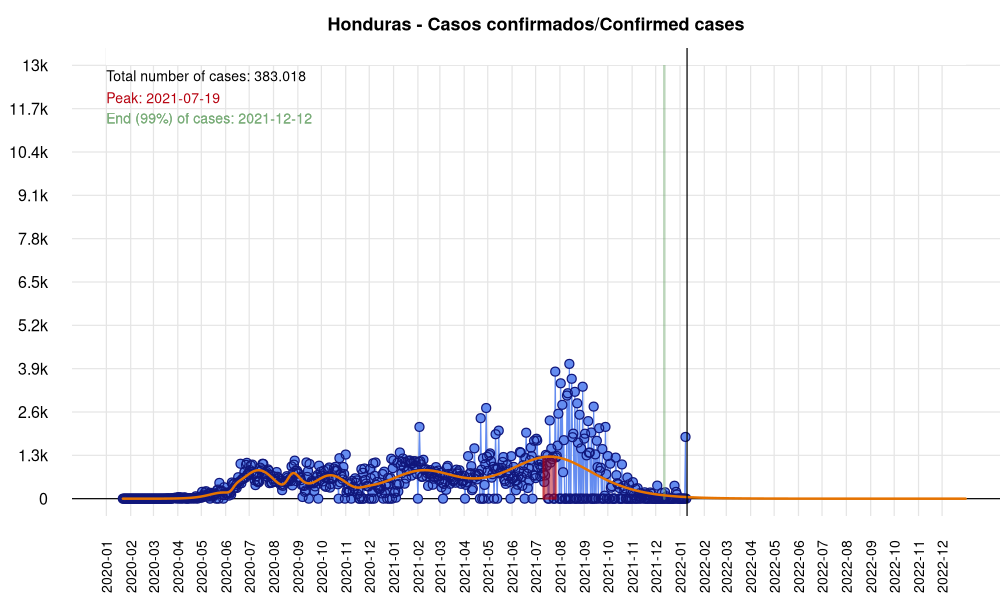 Honduras - Casos confirmados/Confirmed cases
Total number of cases: 383.018
Peak: 2021-07-19
End (99%) of cases: 2021-12-12
13k
11.7k
10.4k
9.1k
7.8k
6.5k
5.2k
3.9k
2.6k
1.3k
0
2020-01
2020-02
2020-03
2020-04
2020-05
2020-06
2020-07
2020-08
2020-09
2020-10
2020-11
2020-12
2021-01
2021-02
2021-03
2021-04
2021-05
2021-06
2021-07
2021-08
2021-09
2021-10
2021-11
2021-12
2022-01
2022-02
2022-03
2022-04
2022-05
2022-06
2022-07
2022-08
2022-09
2022-10
2022-11
2022-12